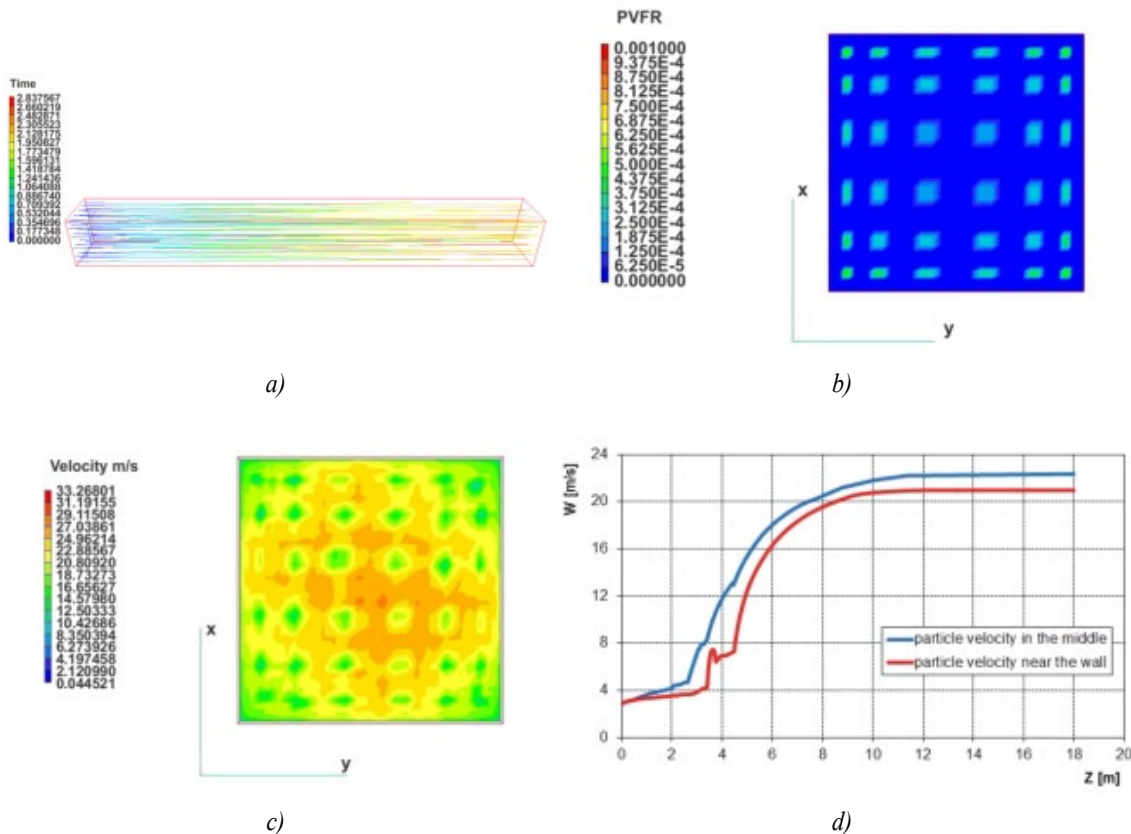 Time
2.837567
2.660219
2.482871
2.305523
2.128175
1.950827
1.773479
1.596131
1.418784
1.241436
1.064088
0.886740
0.709392
0.532044
0.354696
0.177348
0.000000
a)
PVFR
0.001000
9.375E-4
8.750E-4
8.125E-4
7.500E-4
6.875E-4
6.250E-4
5.625E-4
5.000E-4
4.375E-4
3.750E-4
3.125E-4
2.500E-4
1.875E-4
1.250E-4
6.250E-5
0.000000
x
y
b)
Velocity m/s
33.26801
31.19155
29.11508
27.03861
24.96214
22.88567
20.80920
18.73273
16.65627
14.57980
12.50333
10.42686
8.350394
6.273926
4.197458
2.120990
0.044521
x
y
c)
W [m/s]
24
20
16
12
8
4
0
particle velocity in the middle
particle velocity near the wall
0 2 4 6 8 10 12 14 16 18 20
Z [m]
d)